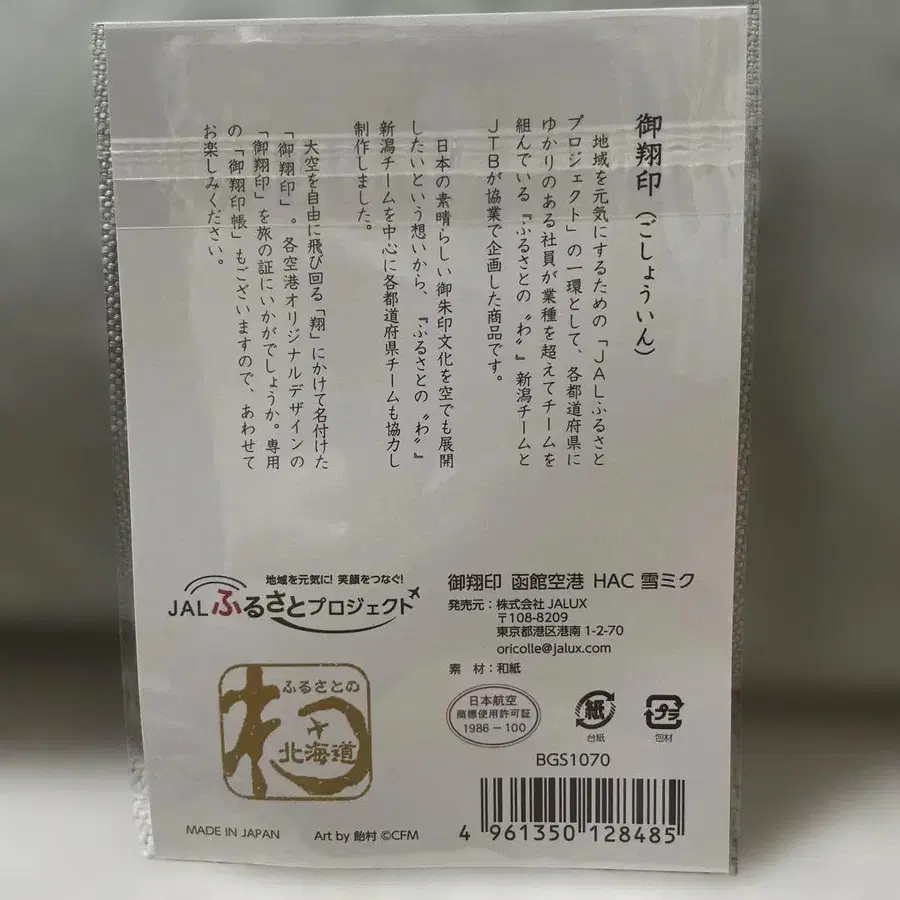 御翔印(ごしょういん)
地域を元気にするための「JALふるさと
プロジェクト」の一環として、各都道府県に
ゆかりのある社員が業種を超えてチームを
組んでいる『ふるさとの〝わ〟』新潟チームと
JTBが協業で企画した商品です。
日本の素晴らしい御朱印文化を空でも展開
したいという想いから、『ふるさとの〝わ〟』
新潟チームを中心に各都道府県チームも協力し
制作しました。
大空を自由に飛び回る「翔」にかけて名付けた
「御翔印」。各空港オリジナルデザインの
「御翔印」を旅の証にいかがでしょうか。専用
の「御翔印帳」もございますので、あわせて
お楽しみください。
地域を元気に!笑顔をつなぐ!
JALふるさとプロジェクト
ふるさとの
わ
北海道
御翔印 函館空港 HAC 雪ミク
発売元:株式会社 JALUX
〒108-8209
東京都港区港南 1-2-70
oricolle@jalux.com
素 材:和紙
日本航空
商標使用許可証
1986-100
紙
台紙
プラ
包材
BGS1070
4 961350 128485
MADE IN JAPAN
Art by 飴村 ©CFM